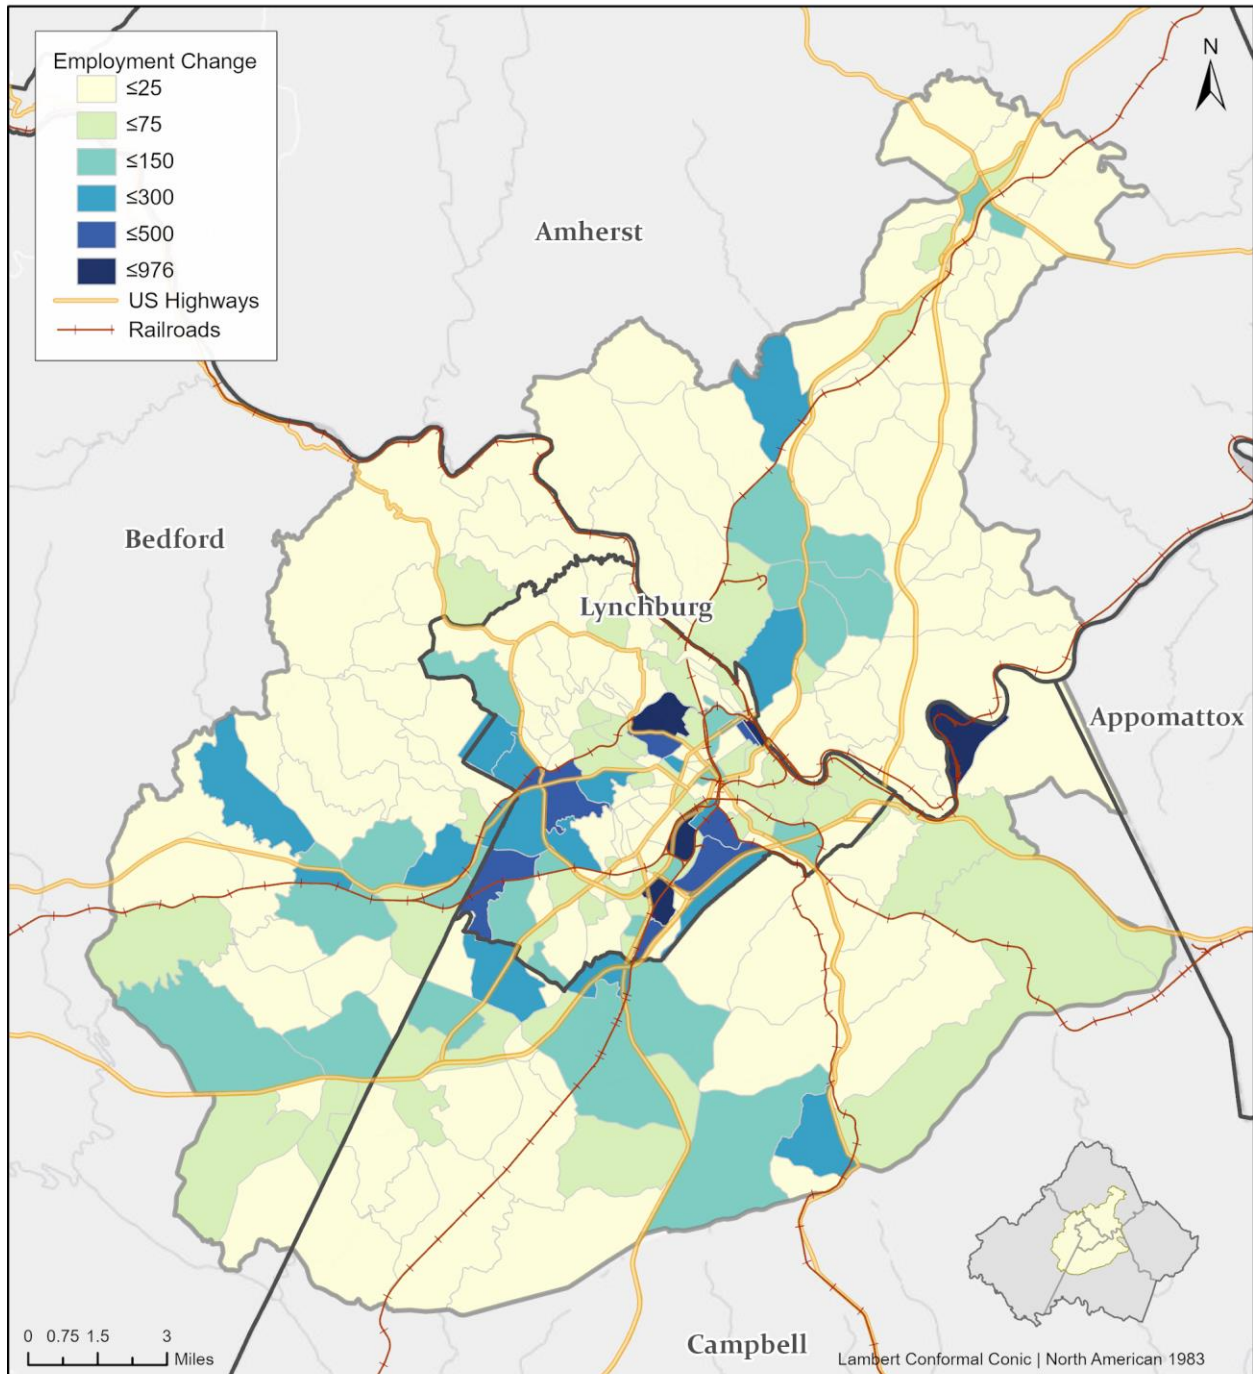 Employment Change
≤25
≤75
≤150
≤300
≤500
≤976
US Highways
Railroads
N
Amherst
Bedford
Lynchburg
Appomattox
0 0.75 1.5 3
Miles
Campbell
Lambert Conformal Conic | North American 1983